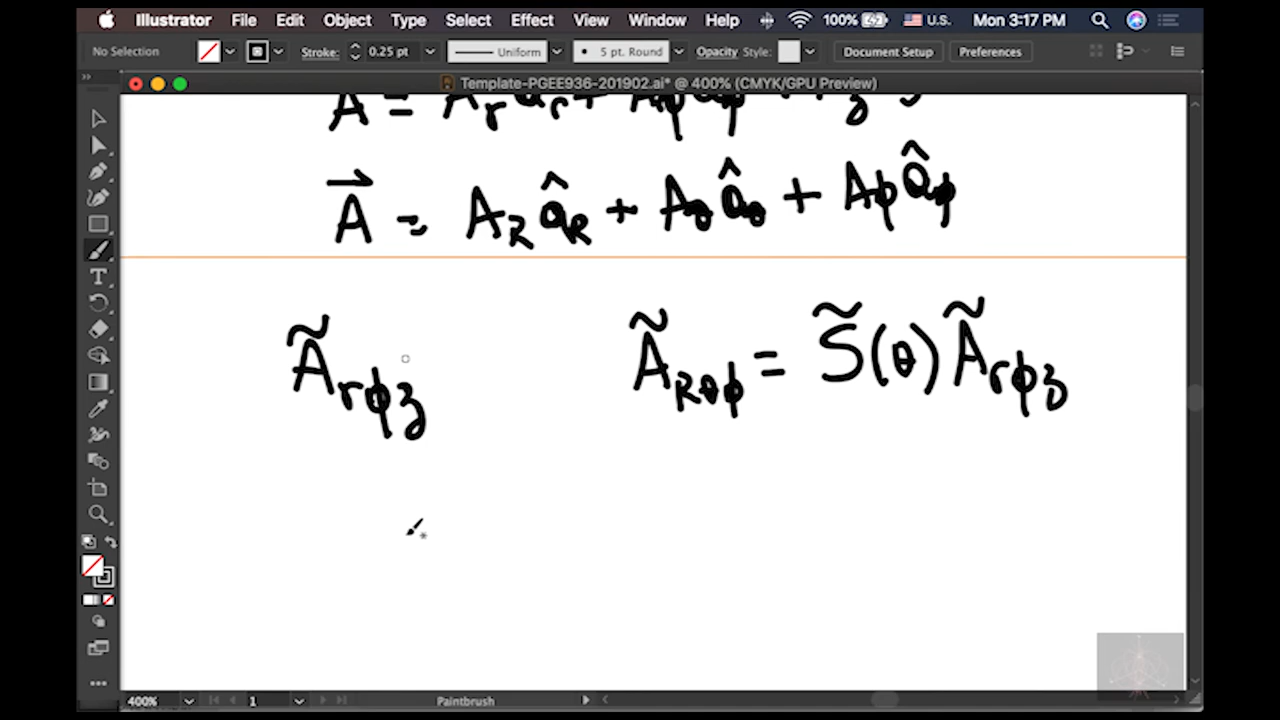 Illustrator File Edit Object Type Select Effect View Window Help 100% U.S. Mon 3:17 PM
No Selection Stroke: 0.25 pt Uniform 5 pt. Round Opacity Style: Document Setup Preferences
Template-PGEE936-201902.ai* @ 400% (CMYK/GPU Preview)
A⃗ = A_R â_R + A_θ â_θ + A_ϕ â_ϕ
Ã_rϕz Ã_Rθϕ = S̃(θ) Ã_rϕz
400% 1 Paintbrush